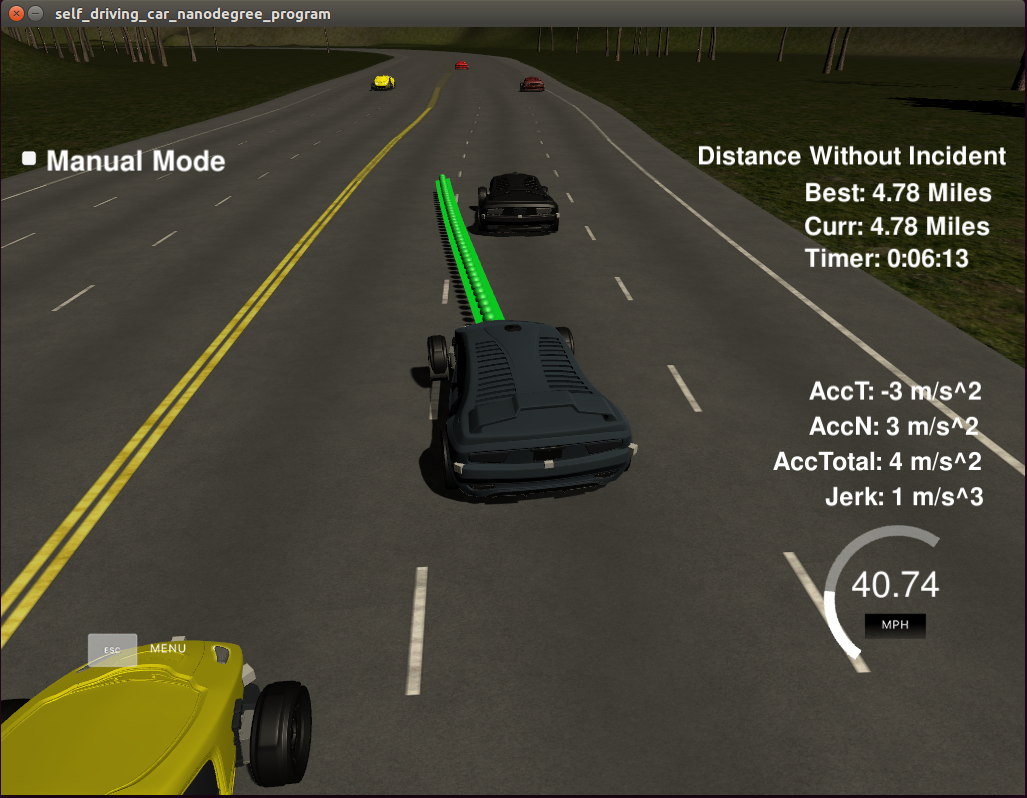 self_driving_car_nanodegree_program
Manual Mode
Distance Without Incident
Best: 4.78 Miles
Curr: 4.78 Miles
Timer: 0:06:13
AccT: -3 m/s^2
AccN: 3 m/s^2
AccTotal: 4 m/s^2
Jerk: 1 m/s^3
40.74
MPH
ESC MENU